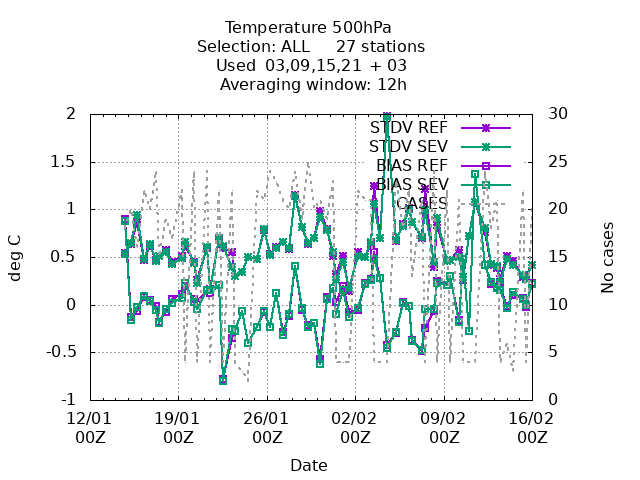 Temperature 500hPa
Selection: ALL 27 stations
Used 03,09,15,21 + 03
Averaging window: 12h
2
1.5
1
0.5
0
-0.5
-1
deg C
30
25
20
15
10
5
0
No cases
STDV REF
STDV SEV
BIAS REF
BIAS SEV
CASES
12/01 19/01 26/01 02/02 09/02 16/02
00Z 00Z 00Z 00Z 00Z 00Z
Date